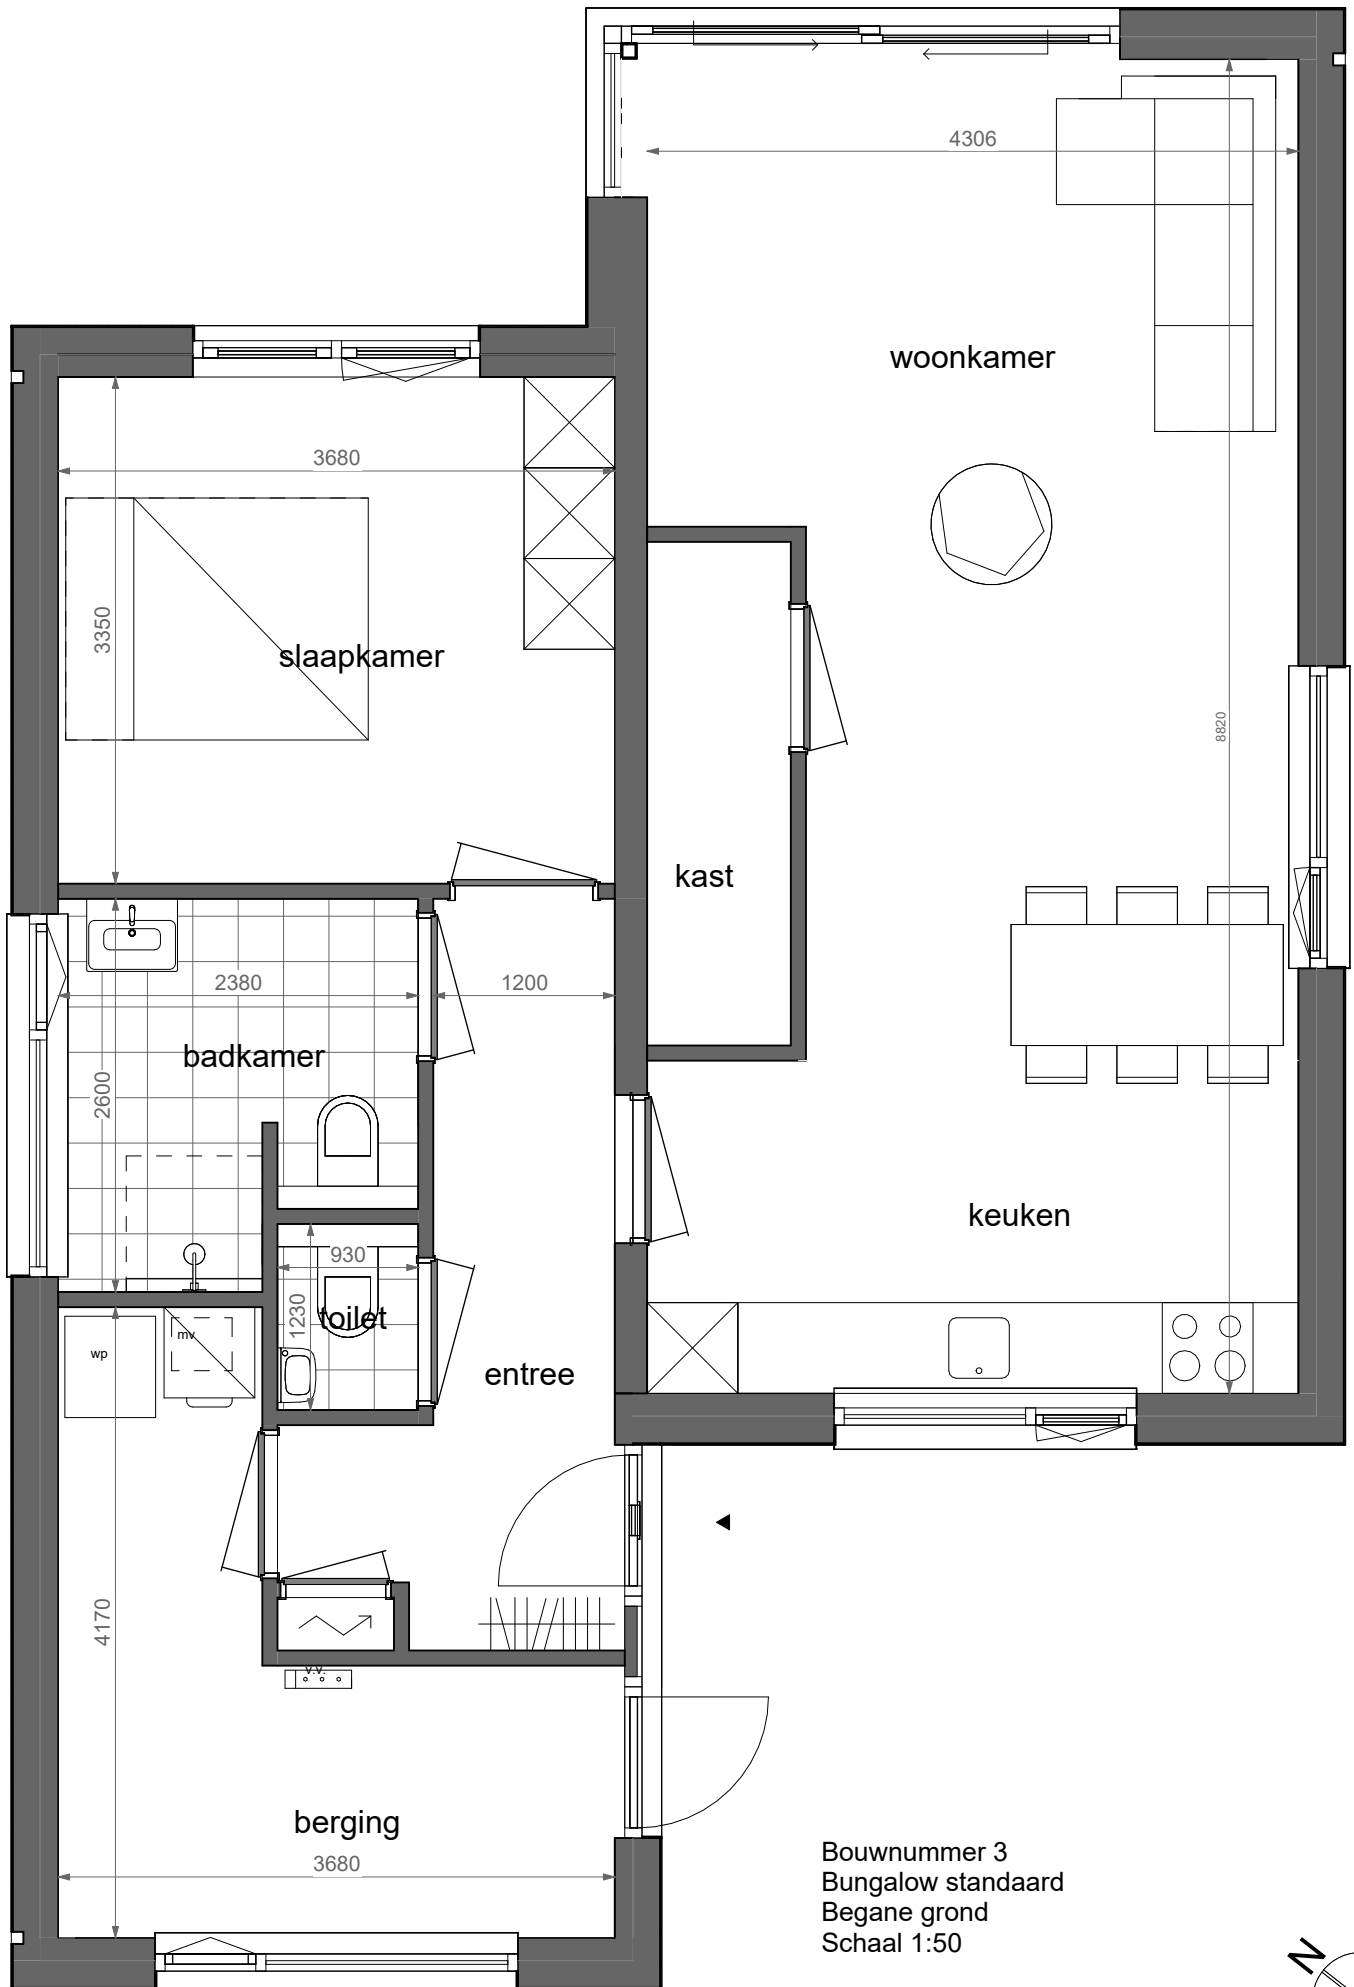 4306
woonkamer
3680
3350
slaapkamer
8820
kast
2380
1200
badkamer
2600
keuken
930
1230
toilet
mv
wp
entree
4170
v.v.
berging
3680
Bouwnummer 3
Bungalow standaard
Begane grond
Schaal 1:50
N